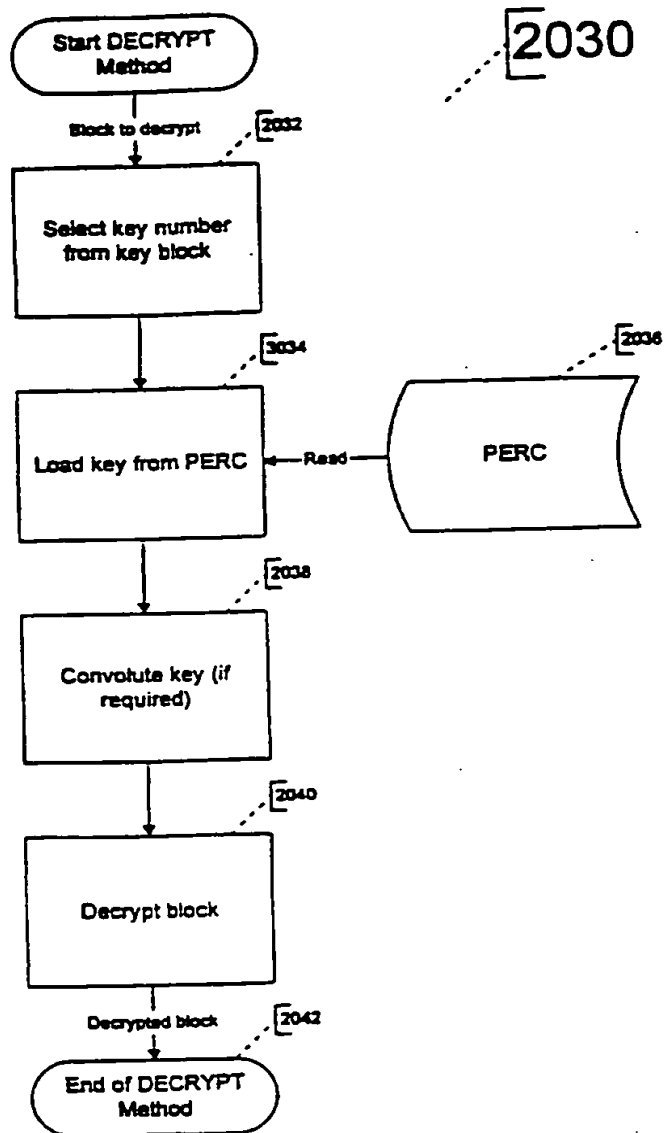 2030
Start DECRYPT
Method
Block to decrypt
2032
Select key number
from key block
3034
Load key from PERC
Read
2036
PERC
2038
Convolute key (if
required)
2040
Decrypt block
Decrypted block
2042
End of DECRYPT
Method